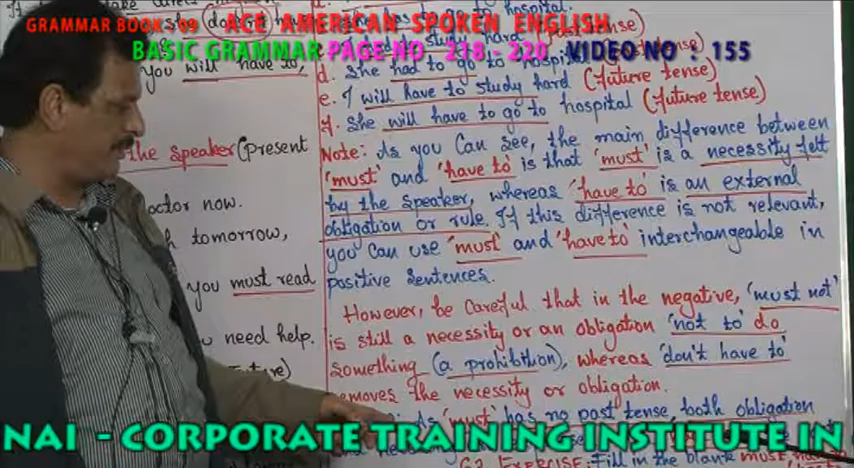 GRAMMAR BOOKS 09 ACE AMERICAN SPOKEN ENGLISH
BASIC GRAMMAR PAGE NO 218 - 220 VIDEO NO : 155
you will have to,
the speaker (present
doctor now.
tomorrow,
you must read
you need help.
to go to hospital.
d. She had to go to hospital
e. I will have to study hard (future tense)
f. She will have to go to hospital (future tense)
Note: As you can see, the main difference between
'must' and 'have to' is that 'must' is a necessity felt
by the speaker, whereas 'have to' is an external
obligation or rule. If this difference is not relevant,
you can use 'must' and 'have to' interchangeable in
positive sentences.
However, be careful that in the negative, 'must not'
is still a necessity or an obligation 'not to' do
something (a prohibition), whereas 'don't have to'
removes the necessity or obligation.
As 'must' has no past tense both obligation
EXERCISE: Fill in the blank
NAI - CORPORATE TRAINING INSTITUTE IN